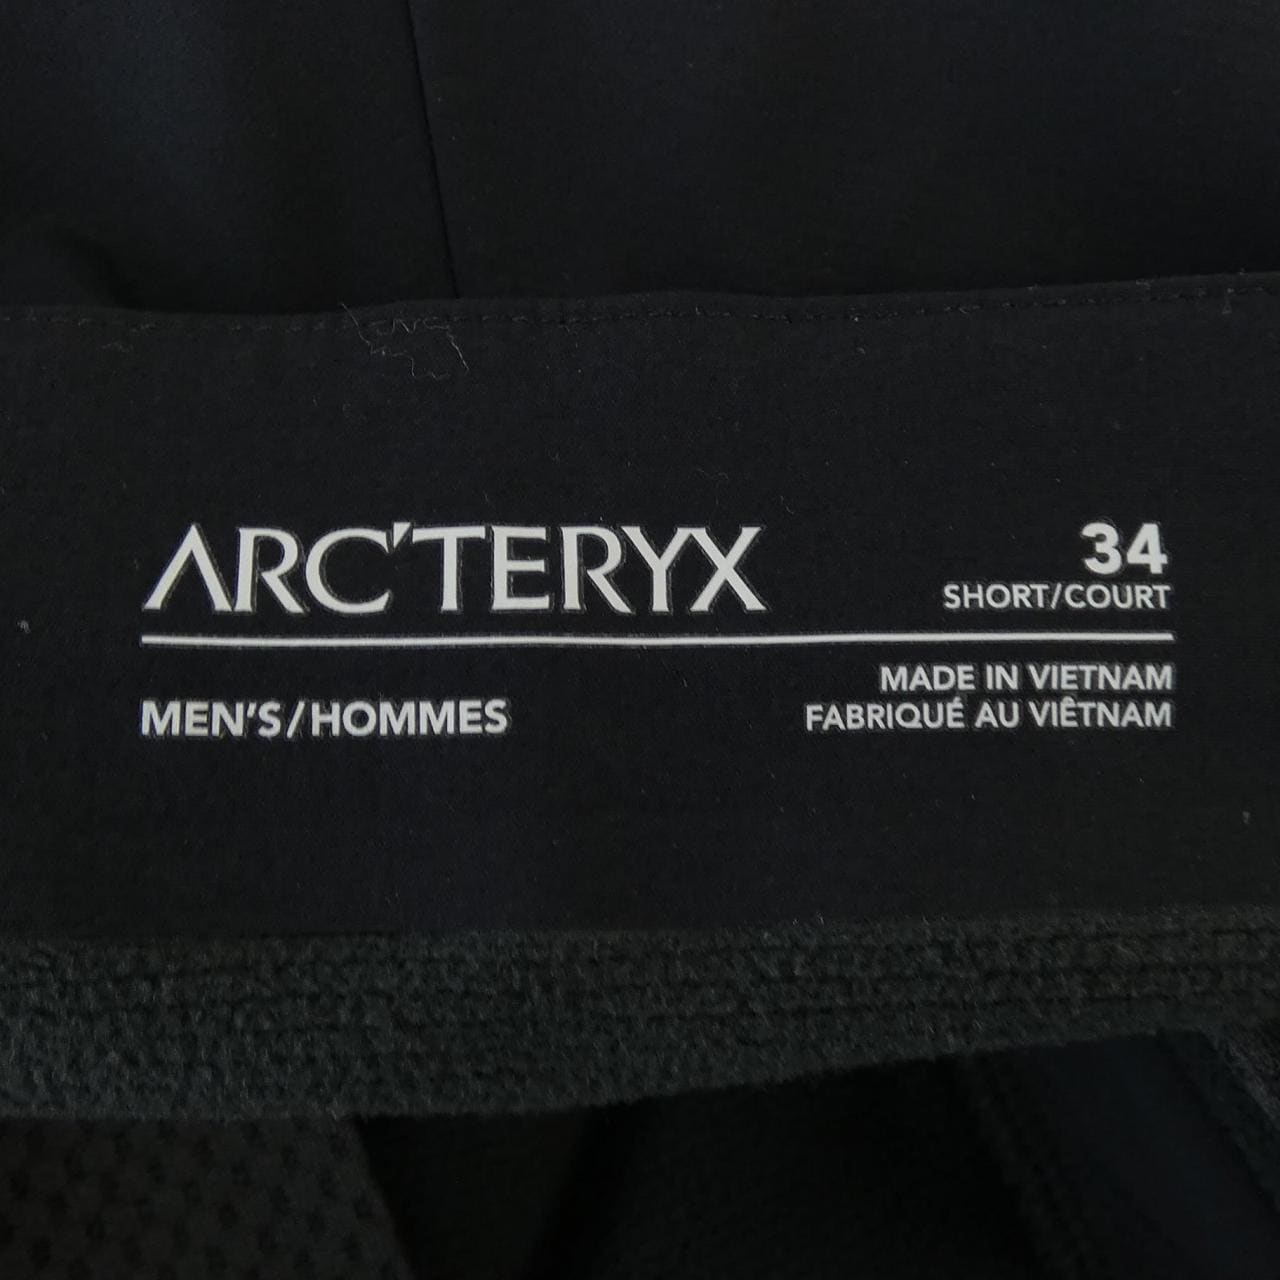 ARC'TERYX
34
SHORT/COURT
MEN'S/HOMMES
MADE IN VIETNAM
FABRIQUÉ AU VIÊTNAM